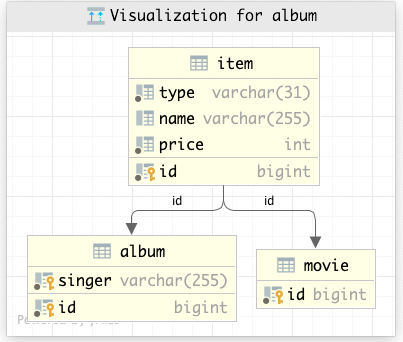 Visualization for album
item
type varchar(31)
name varchar(255)
price int
id bigint
id id
album
singer varchar(255)
id bigint
movie
id bigint
Powered by yFiles